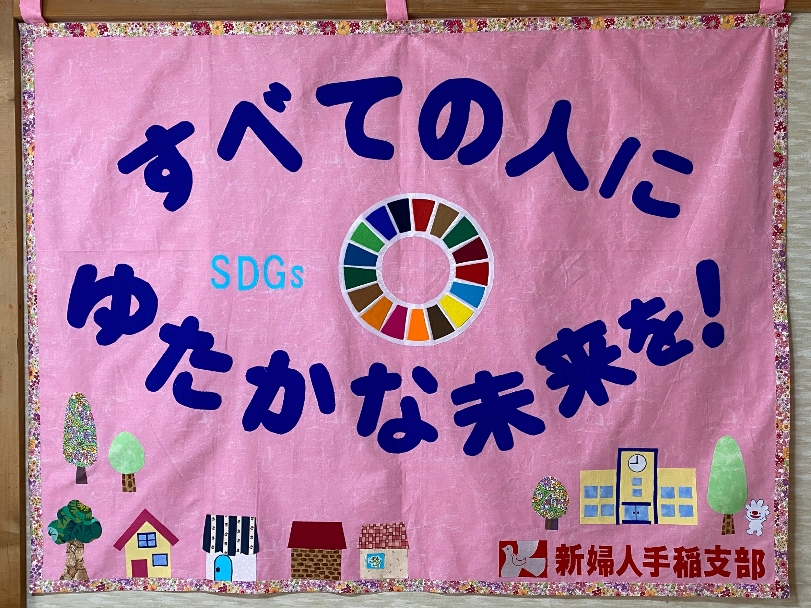 すべての人に
SDGs
ゆたかな未来を!
新婦人手稲支部